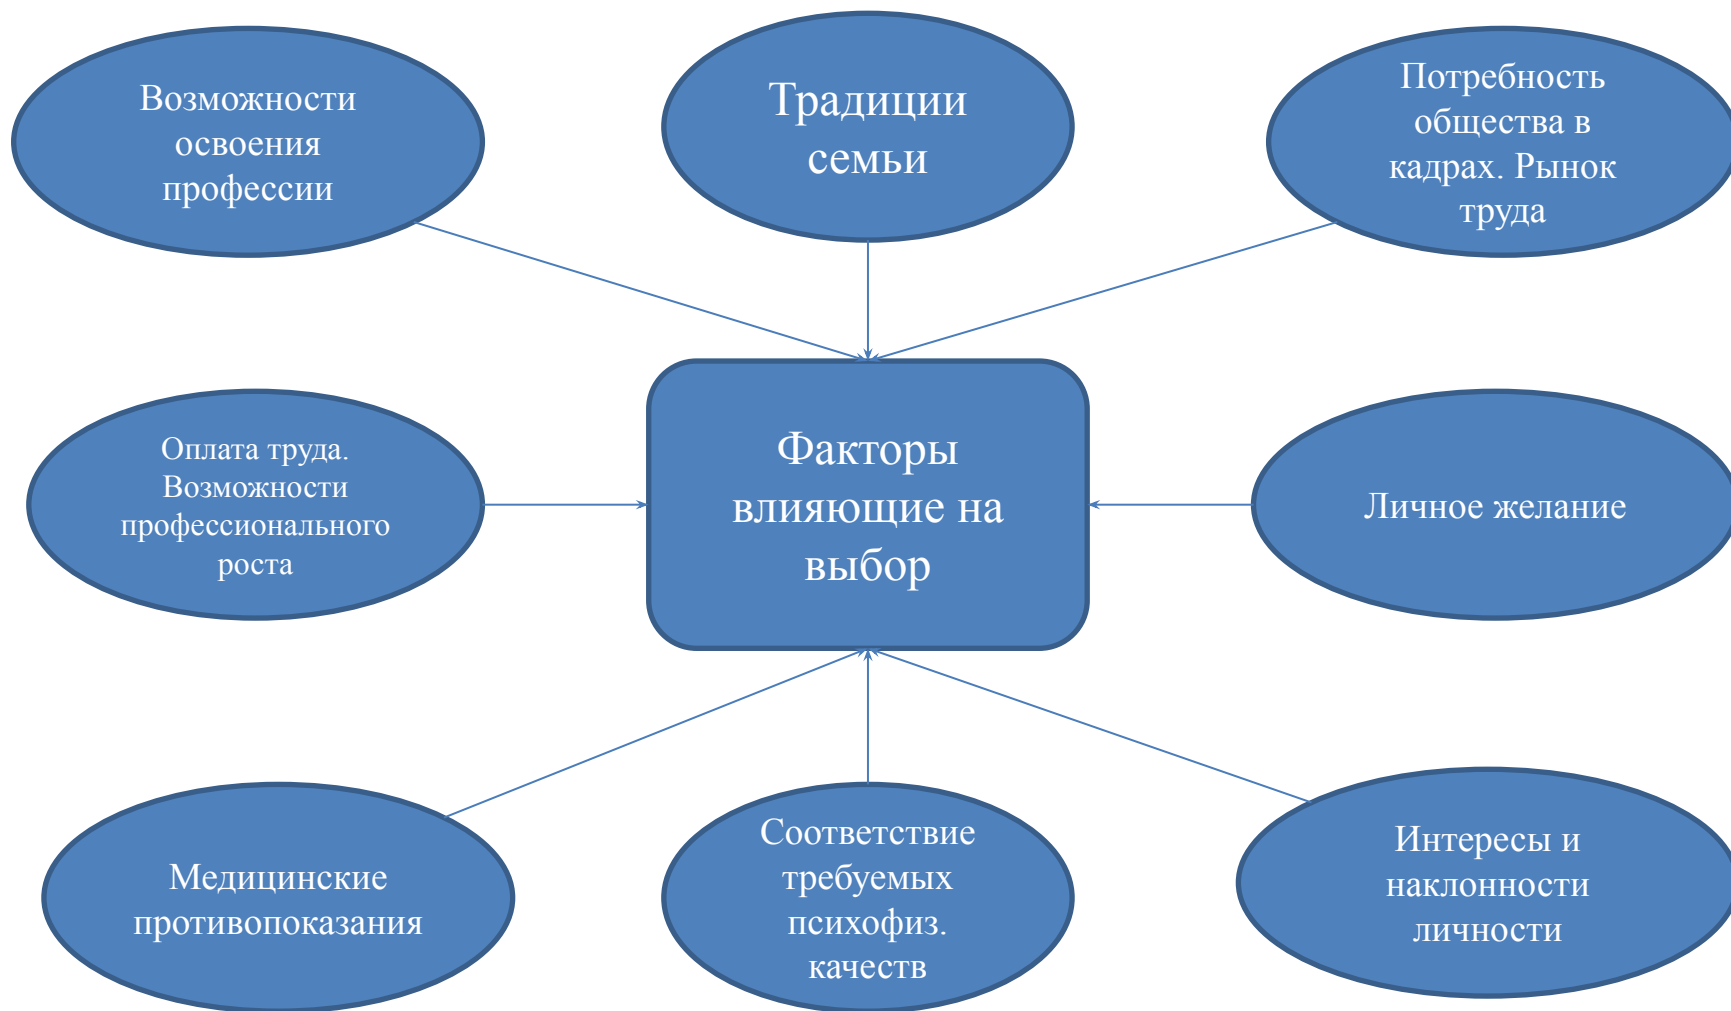 Возможности
освоения
профессии
Традиции
семьи
Потребность
общества в
кадрах. Рынок
труда
Оплата труда.
Возможности
профессионального
роста
Факторы
влияющие на
выбор
Личное желание
Медицинские
противопоказания
Соответствие
требуемых
психофиз.
качеств
Интересы и
наклонности
личности